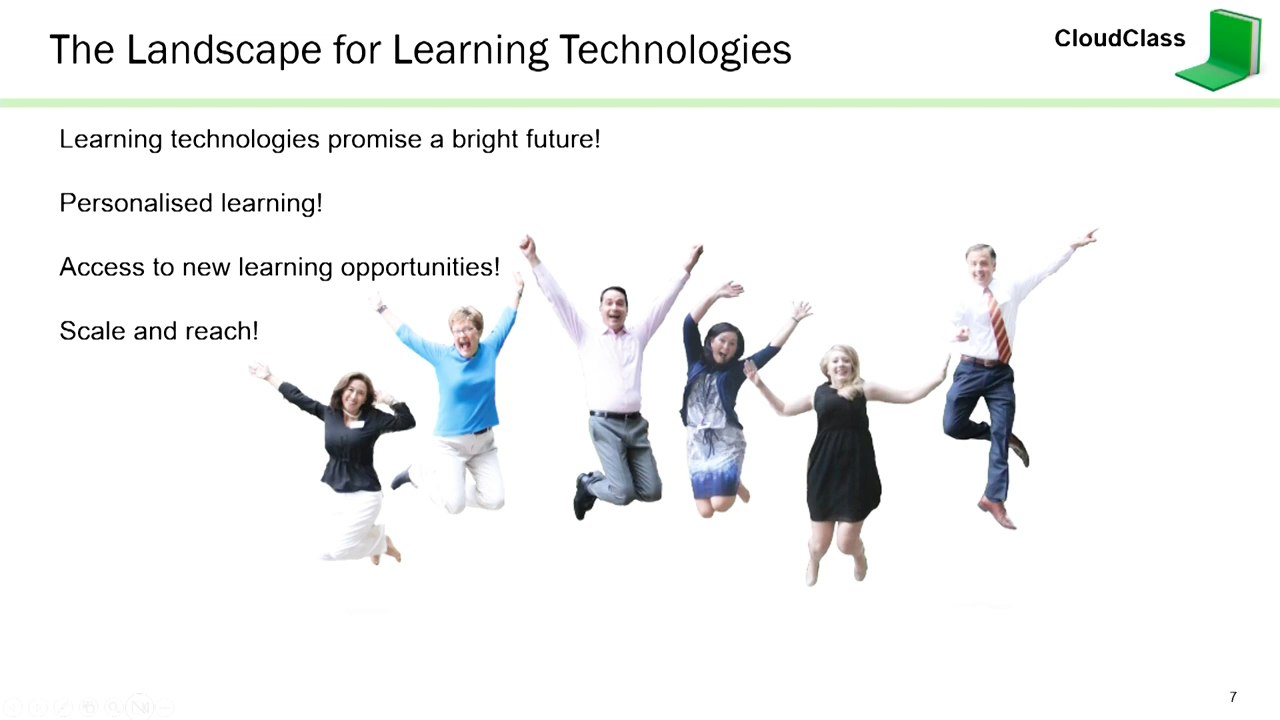 The Landscape for Learning Technologies
CloudClass
Learning technologies promise a bright future!
Personalised learning!
Access to new learning opportunities!
Scale and reach!
7